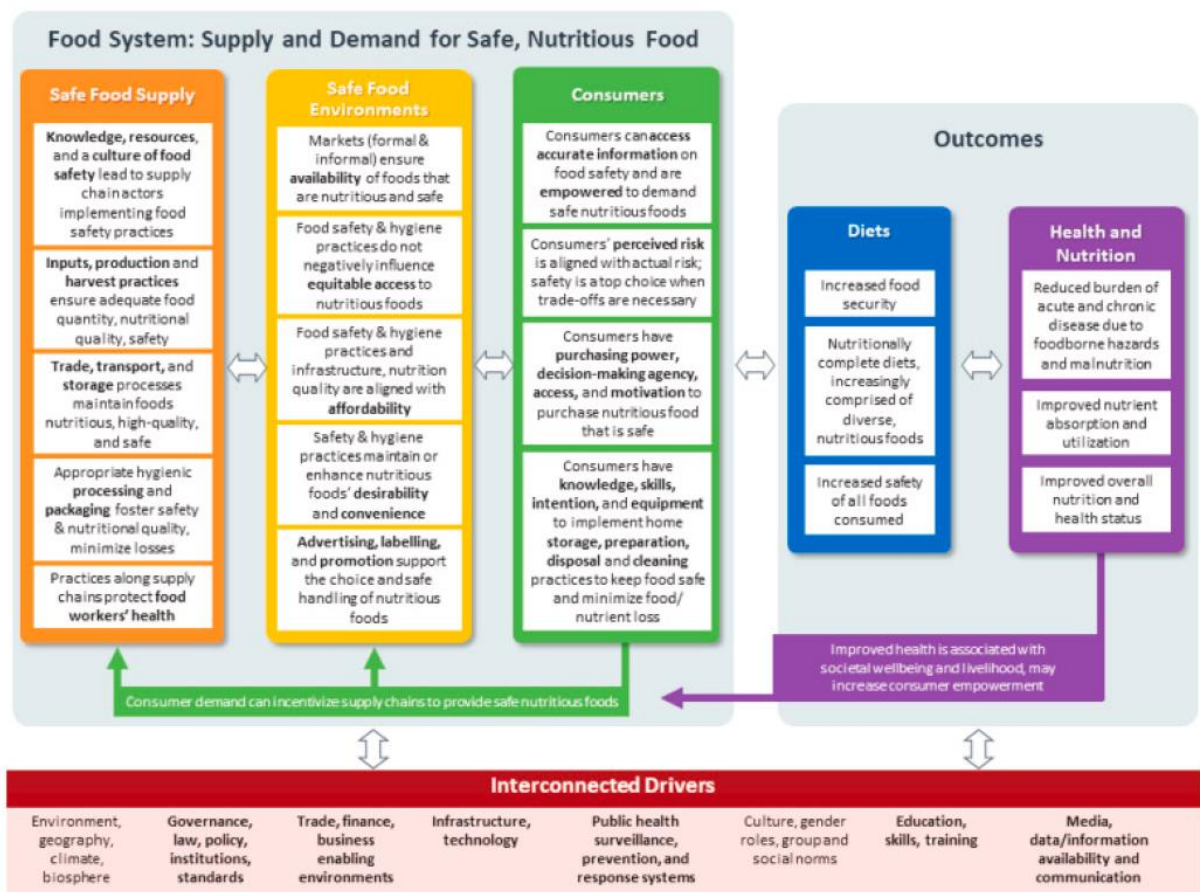 Food System: Supply and Demand for Safe, Nutritious Food
Safe Food Supply
Knowledge, resources,
and a culture of food
safety lead to supply
chain actors
implementing food
safety practices
Inputs, production and
harvest practices
ensure adequate food
quantity, nutritional
quality, safety
Trade, transport, and
storage processes
maintain foods
nutritious, high-quality,
and safe
Appropriate hygienic
processing and
packaging foster safety
& nutritional quality,
minimize losses
Practices along supply
chains protect food
workers' health
Safe Food
Environments
Markets (formal &
informal) ensure
availability of foods that
are nutritious and safe
Food safety & hygiene
practices do not
negatively influence
equitable access to
nutritious foods
Food safety & hygiene
practices and
infrastructure, nutrition
quality are aligned with
affordability
Safety & hygiene
practices maintain or
enhance nutritious
foods' desirability
and convenience
Advertising, labelling,
and promotion support
the choice and safe
handling of nutritious
foods
Consumers
Consumers can access
accurate information on
food safety and are
empowered to demand
safe nutritious foods
Consumers' perceived risk
is aligned with actual risk;
safety is a top choice when
trade-offs are necessary
Consumers have
purchasing power,
decision-making agency,
access, and motivation to
purchase nutritious food
that is safe
Consumers have
knowledge, skills,
intention, and equipment
to implement home
storage, preparation,
disposal and cleaning
practices to keep food safe
and minimize food/
nutrient loss
Consumer demand can incentivize supply chains to provide safe nutritious foods
Outcomes
Diets
Increased food
security
Nutritionally
complete diets,
increasingly
comprised of
diverse,
nutritious foods
Increased safety
of all foods
consumed
Health and
Nutrition
Reduced burden of
acute and chronic
disease due to
foodborne hazards
and malnutrition
Improved nutrient
absorption and
utilization
Improved overall
nutrition and
health status
Improved health is associated with
societal wellbeing and livelihood, may
increase consumer empowerment
Interconnected Drivers
Environment,
geography,
climate,
biosphere
Governance,
law, policy,
institutions,
standards
Trade, finance,
business
enabling
environments
Infrastructure,
technology
Public health
surveillance,
prevention, and
response systems
Culture, gender
roles, group and
social norms
Education,
skills, training
Media,
data/information
availability and
communication